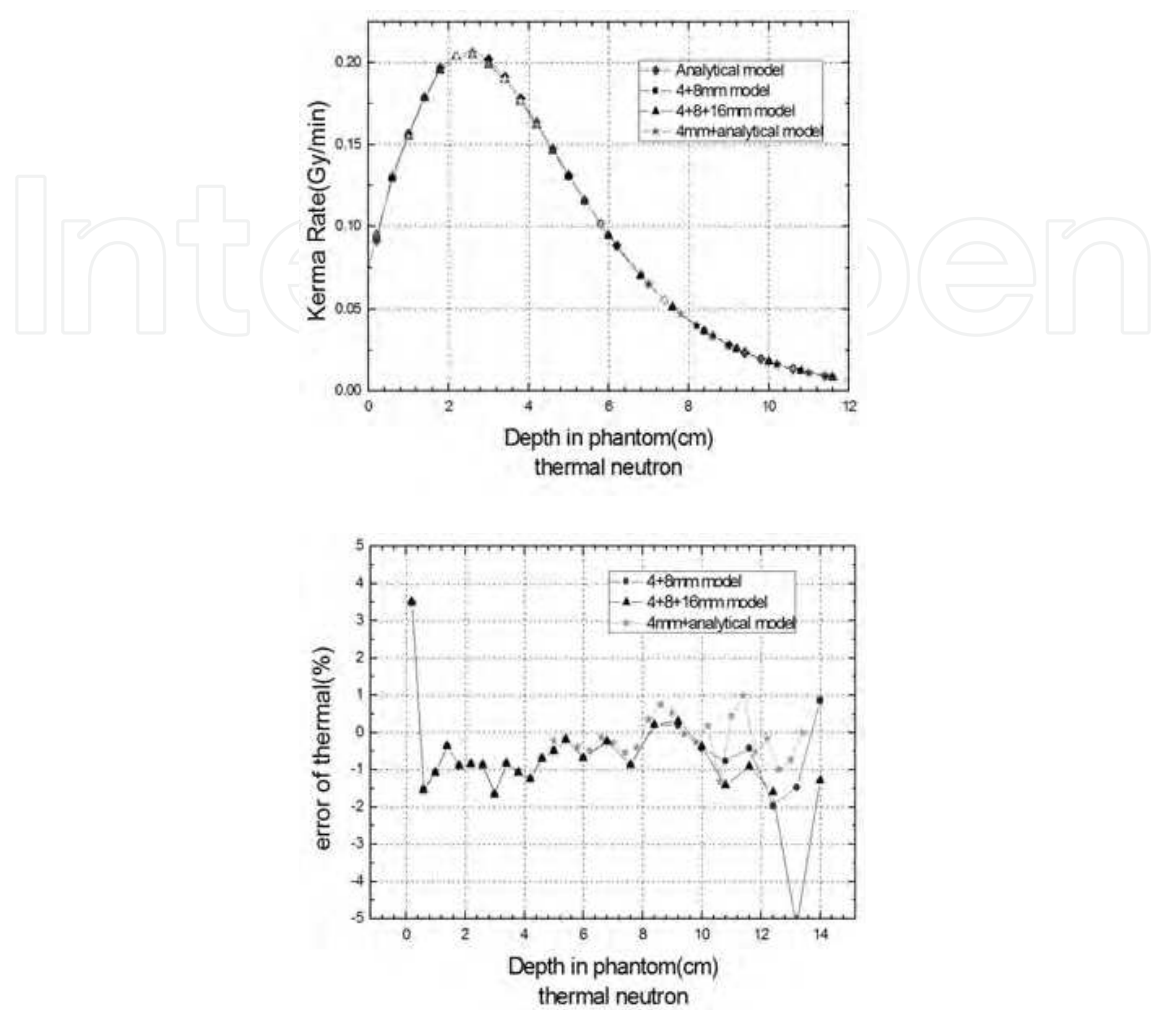 0.20
0.15
0.10
0.05
0.00
Kerma Rate(Gy/min)
Analytical model
4+8mm model
4+8+16mm model
4mm+analytical model
0 2 4 6 8 10 12
Depth in phantom(cm)
thermal neutron
5
4
3
2
1
0
-1
-2
-3
-4
-5
error of thermal(%)
4+8mm model
4+8+16mm model
4mm+analytical model
0 2 4 6 8 10 12 14
Depth in phantom(cm)
thermal neutron